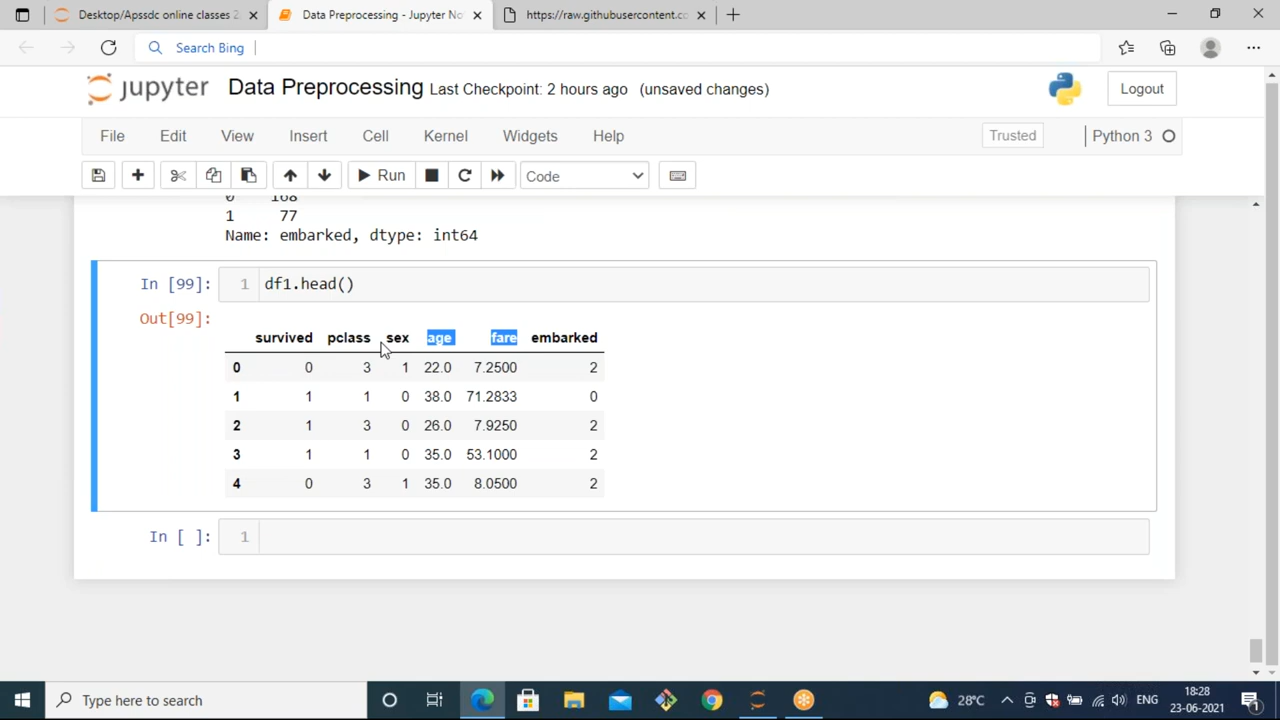 Desktop/Apssdc online classes 2
Data Preprocessing - Jupyter No
https://raw.githubusercontent.co
Search Bing
jupyter Data Preprocessing Last Checkpoint: 2 hours ago (unsaved changes)
Logout
File Edit View Insert Cell Kernel Widgets Help
Trusted
Python 3
Run
Code
0 168
1 77
Name: embarked, dtype: int64
In [99]: 1 df1.head()
Out[99]:
survived pclass sex age fare embarked
0 0 3 1 22.0 7.2500 2
1 1 1 0 38.0 71.2833 0
2 1 3 0 26.0 7.9250 2
3 1 1 0 35.0 53.1000 2
4 0 3 1 35.0 8.0500 2
In [ ]: 1
Type here to search
28°C
ENG
18:28
23-06-2021
1